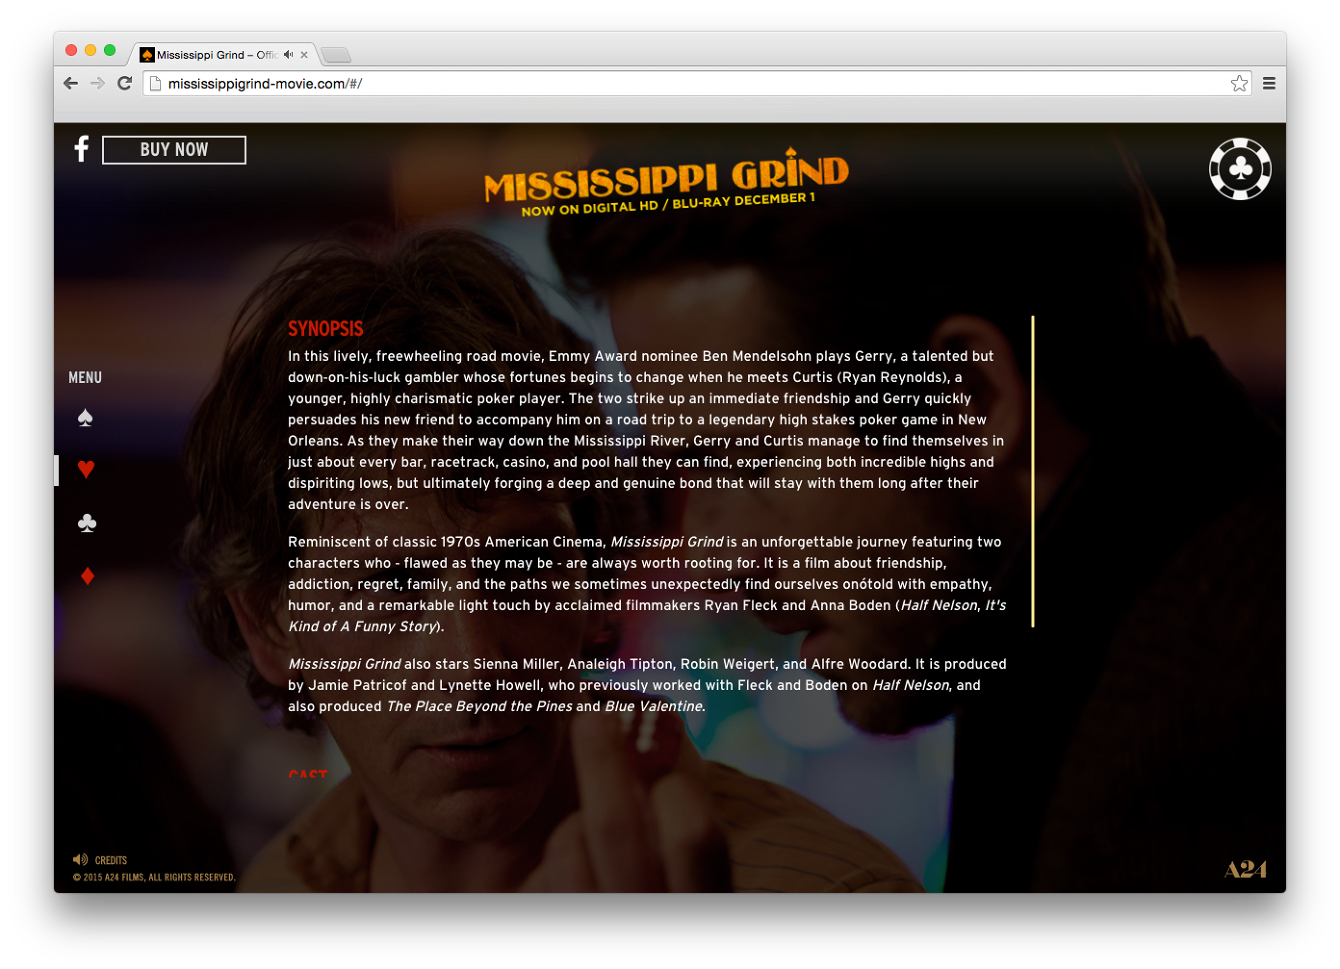 Mississippi Grind – Offic
mississippigrind-movie.com/#/
BUY NOW
MISSISSIPPI GRIND
NOW ON DIGITAL HD / BLU-RAY DECEMBER 1
MENU
SYNOPSIS
In this lively, freewheeling road movie, Emmy Award nominee Ben Mendelsohn plays Gerry, a talented but
down-on-his-luck gambler whose fortunes begins to change when he meets Curtis (Ryan Reynolds), a
younger, highly charismatic poker player. The two strike up an immediate friendship and Gerry quickly
persuades his new friend to accompany him on a road trip to a legendary high stakes poker game in New
Orleans. As they make their way down the Mississippi River, Gerry and Curtis manage to find themselves in
just about every bar, racetrack, casino, and pool hall they can find, experiencing both incredible highs and
dispiriting lows, but ultimately forging a deep and genuine bond that will stay with them long after their
adventure is over.
Reminiscent of classic 1970s American Cinema, Mississippi Grind is an unforgettable journey featuring two
characters who - flawed as they may be - are always worth rooting for. It is a film about friendship,
addiction, regret, family, and the paths we sometimes unexpectedly find ourselves onótold with empathy,
humor, and a remarkable light touch by acclaimed filmmakers Ryan Fleck and Anna Boden (Half Nelson, It's
Kind of A Funny Story).
Mississippi Grind also stars Sienna Miller, Analeigh Tipton, Robin Weigert, and Alfre Woodard. It is produced
by Jamie Patricof and Lynette Howell, who previously worked with Fleck and Boden on Half Nelson, and
also produced The Place Beyond the Pines and Blue Valentine.
CAST
CREDITS
© 2015 A24 FILMS, ALL RIGHTS RESERVED.
A24